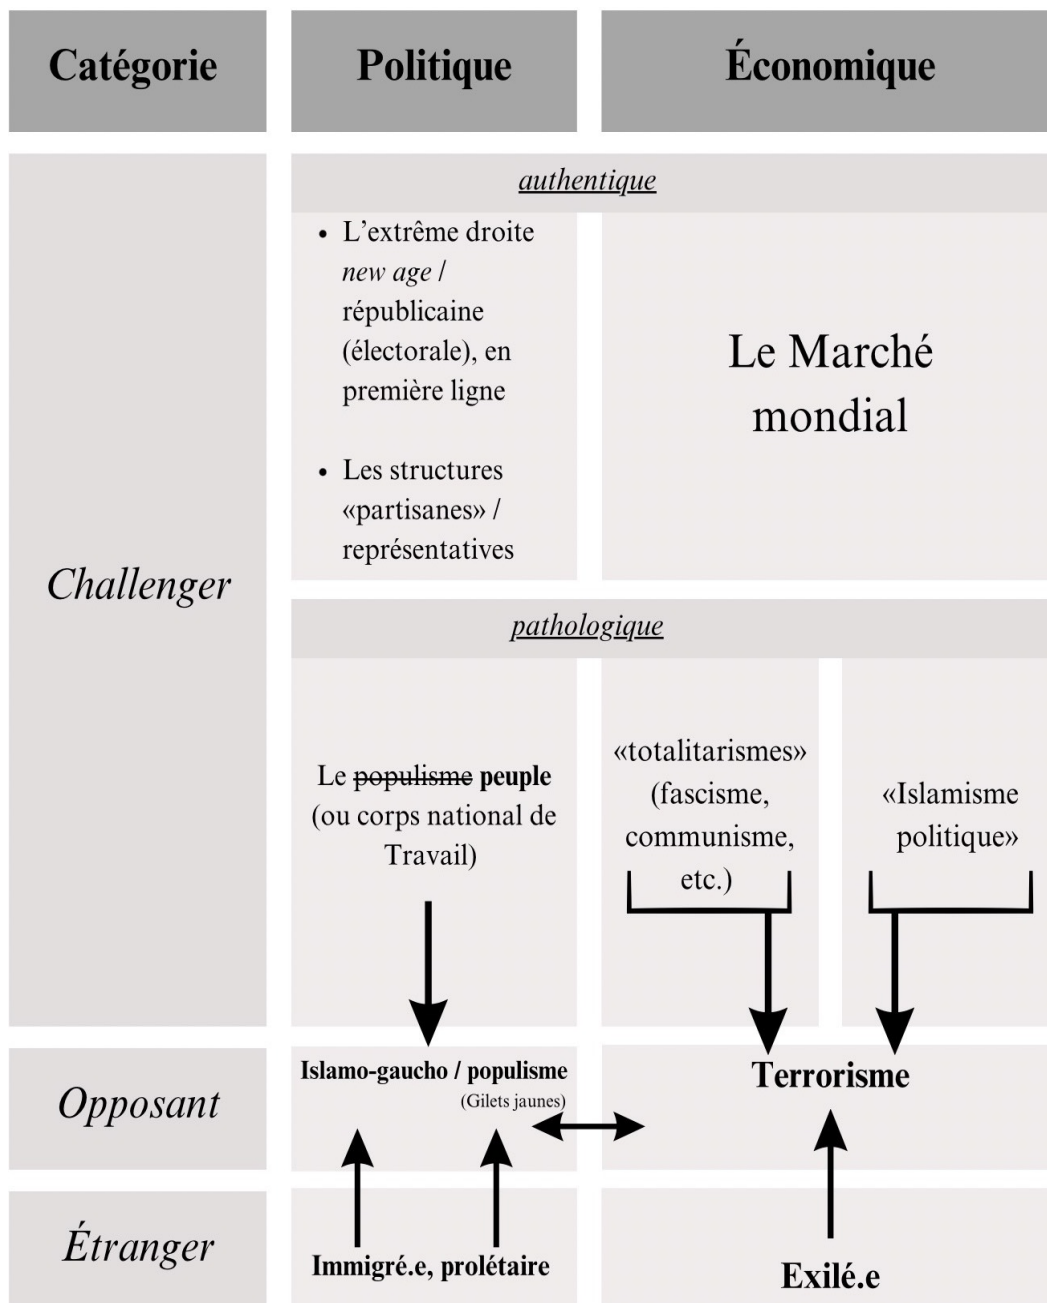 Catégorie
Politique
Économique
Challenger
authentique
• L’extrême droite
new age /
républicaine
(électorale), en
première ligne
• Les structures
«partisanes» /
représentatives
Le Marché
mondial
pathologique
Le populisme peuple
(ou corps national de
Travail)
«totalitarismes»
(fascisme,
communisme,
etc.)
«Islamisme
politique»
Opposant
Islamo-gaucho / populisme
(Gilets jaunes)
Terrorisme
Étranger
Immigré.e, prolétaire
Exilé.e